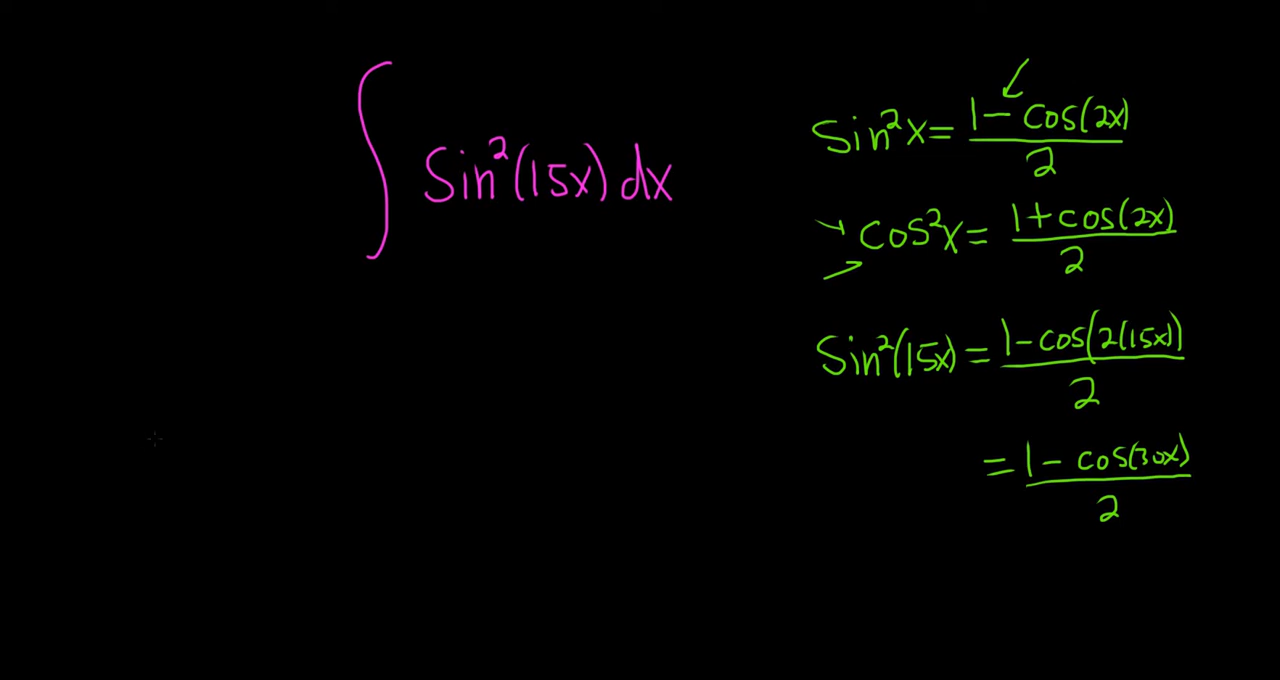 ∫ Sin²(15x) dx
Sin²x = (1 - cos(2x))/2
cos²x = (1 + cos(2x))/2
Sin²(15x) = (1 - cos(2(15x)))/2
= (1 - cos(30x))/2